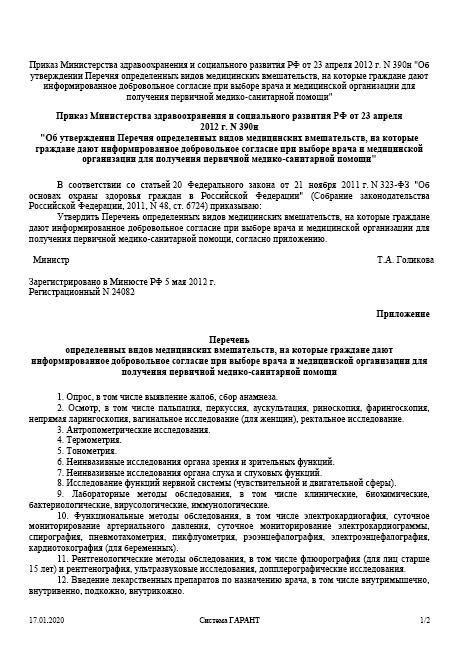 Приказ Министерства здравоохранения и социального развития РФ от 23 апреля 2012 г. N 390н "Об
утверждении Перечня определенных видов медицинских вмешательств, на которые граждане дают
информированное добровольное согласие при выборе врача и медицинской организации для
получения первичной медико-санитарной помощи"
Приказ Министерства здравоохранения и социального развития РФ от 23 апреля
2012 г. N 390н
"Об утверждении Перечня определенных видов медицинских вмешательств, на которые
граждане дают информированное добровольное согласие при выборе врача и медицинской
организации для получения первичной медико-санитарной помощи"
В соответствии со статьей 20 Федерального закона от 21 ноября 2011 г. N 323-ФЗ "Об
основах охраны здоровья граждан в Российской Федерации" (Собрание законодательства
Российской Федерации, 2011, N 48, ст. 6724) приказываю:
Утвердить Перечень определенных видов медицинских вмешательств, на которые граждане
дают информированное добровольное согласие при выборе врача и медицинской организации для
получения первичной медико-санитарной помощи, согласно приложению.
Министр Т.А. Голикова
Зарегистрировано в Минюсте РФ 5 мая 2012 г.
Регистрационный N 24082
Приложение
Перечень
определенных видов медицинских вмешательств, на которые граждане дают
информированное добровольное согласие при выборе врача и медицинской организации для
получения первичной медико-санитарной помощи
1. Опрос, в том числе выявление жалоб, сбор анамнеза.
2. Осмотр, в том числе пальпация, перкуссия, аускультация, риноскопия, фарингоскопия,
непрямая ларингоскопия, вагинальное исследование (для женщин), ректальное исследование.
3. Антропометрические исследования.
4. Термометрия.
5. Тонометрия.
6. Неинвазивные исследования органа зрения и зрительных функций.
7. Неинвазивные исследования органа слуха и слуховых функций.
8. Исследование функций нервной системы (чувствительной и двигательной сферы).
9. Лабораторные методы обследования, в том числе клинические, биохимические,
бактериологические, вирусологические, иммунологические.
10. Функциональные методы обследования, в том числе электрокардиография, суточное
мониторирование артериального давления, суточное мониторирование электрокардиограммы,
спирография, пневмотахометрия, пикфлоуметрия, рэоэнцефалография, электроэнцефалография,
кардиотокография (для беременных).
11. Рентгенологические методы обследования, в том числе флюорография (для лиц старше
15 лет) и рентгенография, ультразвуковые исследования, допплерографические исследования.
12. Введение лекарственных препаратов по назначению врача, в том числе внутримышечно,
внутривенно, подкожно, внутрикожно.
17.01.2020 Система ГАРАНТ 1/2